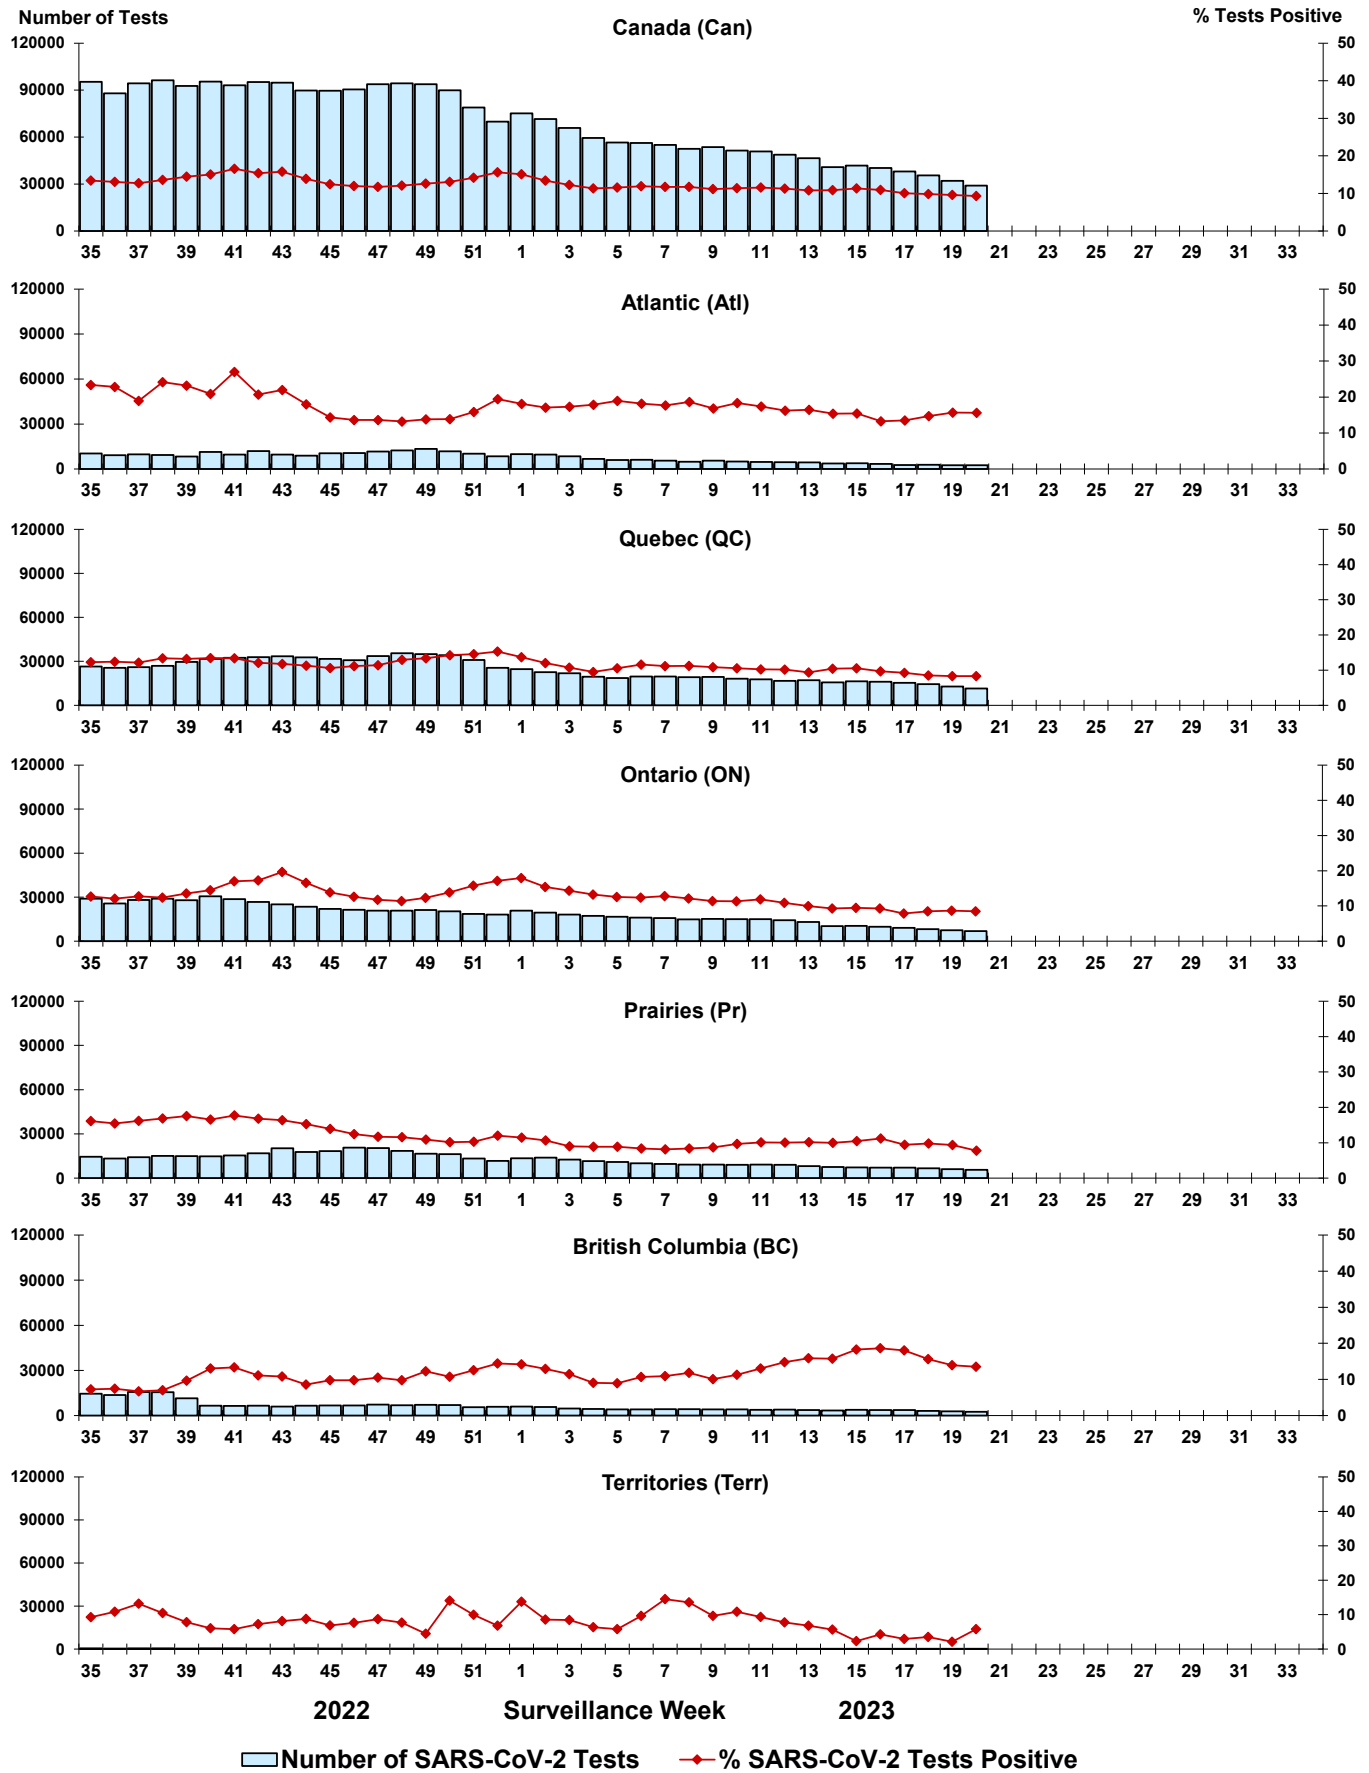 Number of Tests
Canada (Can)
% Tests Positive
120000 50
90000 40
30
60000 20
30000 10
0 0
35 37 39 41 43 45 47 49 51 1 3 5 7 9 11 13 15 17 19 21 23 25 27 29 31 33
Atlantic (Atl)
120000 50
90000 40
30
60000 20
30000 10
0 0
35 37 39 41 43 45 47 49 51 1 3 5 7 9 11 13 15 17 19 21 23 25 27 29 31 33
Quebec (QC)
120000 50
90000 40
30
60000 20
30000 10
0 0
35 37 39 41 43 45 47 49 51 1 3 5 7 9 11 13 15 17 19 21 23 25 27 29 31 33
Ontario (ON)
120000 50
90000 40
30
60000 20
30000 10
0 0
35 37 39 41 43 45 47 49 51 1 3 5 7 9 11 13 15 17 19 21 23 25 27 29 31 33
Prairies (Pr)
120000 50
90000 40
30
60000 20
30000 10
0 0
35 37 39 41 43 45 47 49 51 1 3 5 7 9 11 13 15 17 19 21 23 25 27 29 31 33
British Columbia (BC)
120000 50
90000 40
30
60000 20
30000 10
0 0
35 37 39 41 43 45 47 49 51 1 3 5 7 9 11 13 15 17 19 21 23 25 27 29 31 33
Territories (Terr)
120000 50
90000 40
30
60000 20
30000 10
0 0
35 37 39 41 43 45 47 49 51 1 3 5 7 9 11 13 15 17 19 21 23 25 27 29 31 33
2022 Surveillance Week 2023
Number of SARS-CoV-2 Tests % SARS-CoV-2 Tests Positive